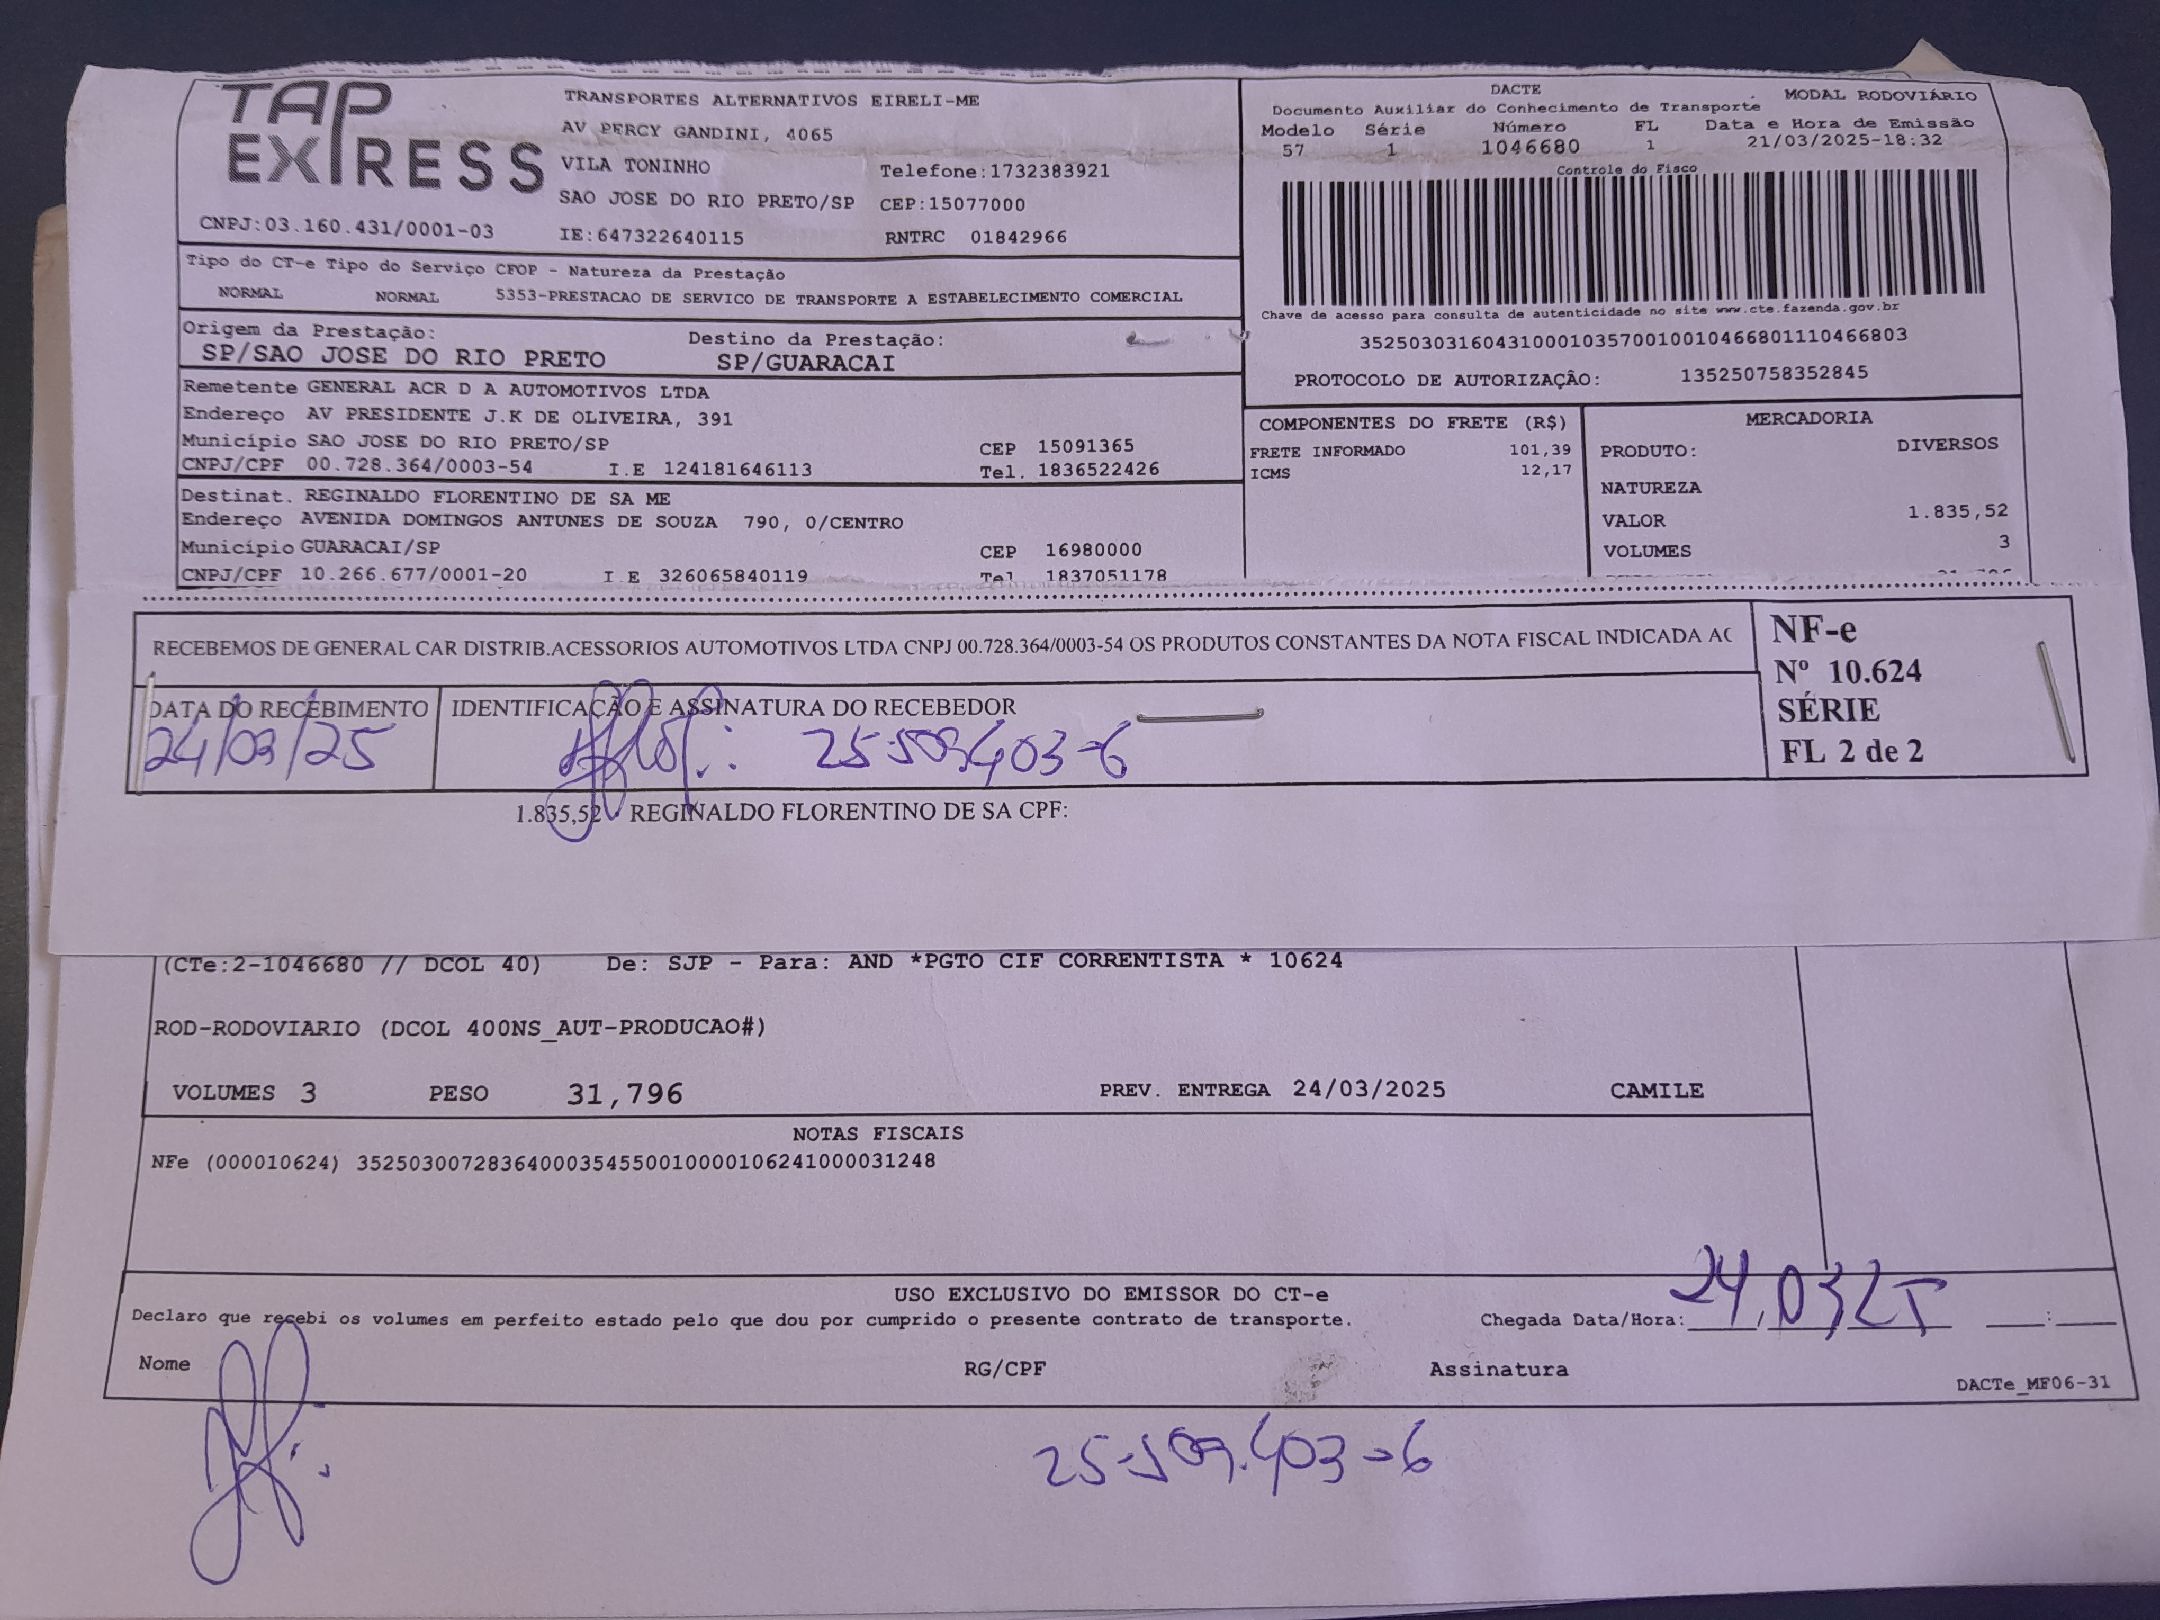 TAP EXPRESS
TRANSPORTES ALTERNATIVOS EIRELI-ME
AV PERCY GANDINI, 4065
VILA TONINHO Telefone:1732383921
SAO JOSE DO RIO PRETO/SP CEP:15077000
CNPJ:03.160.431/0001-03 IE:647322640115 RNTRC 01842966
DACTE
Documento Auxiliar do Conhecimento de Transporte MODAL RODOVIÁRIO
Modelo Série Número FL Data e Hora de Emissão
57 1 1046680 1 21/03/2025-18:32
Controle do Fisco
Chave de acesso para consulta de autenticidade no site www.cte.fazenda.gov.br
35250303160431000103570010010466801110466803
PROTOCOLO DE AUTORIZAÇÃO: 135250758352845
Tipo do CT-e Tipo do Serviço CFOP - Natureza da Prestação
NORMAL NORMAL 5353-PRESTACAO DE SERVICO DE TRANSPORTE A ESTABELECIMENTO COMERCIAL
Origem da Prestação: Destino da Prestação:
SP/SAO JOSE DO RIO PRETO SP/GUARACAI
Remetente GENERAL ACR D A AUTOMOTIVOS LTDA
Endereço AV PRESIDENTE J.K DE OLIVEIRA, 391
Município SAO JOSE DO RIO PRETO/SP CEP 15091365
CNPJ/CPF 00.728.364/0003-54 I.E 124181646113 Tel. 1836522426
Destinat. REGINALDO FLORENTINO DE SA ME
Endereço AVENIDA DOMINGOS ANTUNES DE SOUZA 790, 0/CENTRO
Município GUARACAI/SP CEP 16980000
CNPJ/CPF 10.266.677/0001-20 I.E 326065840119 Tel 1837051178
COMPONENTES DO FRETE (R$)
FRETE INFORMADO 101,39
ICMS 12,17
MERCADORIA
PRODUTO: DIVERSOS
NATUREZA
VALOR 1.835,52
VOLUMES 3
RECEBEMOS DE GENERAL CAR DISTRIB.ACESSORIOS AUTOMOTIVOS LTDA CNPJ 00.728.364/0003-54 OS PRODUTOS CONSTANTES DA NOTA FISCAL INDICADA AO
NF-e
Nº 10.624
SÉRIE
FL 2 de 2
DATA DO RECEBIMENTO IDENTIFICAÇÃO E ASSINATURA DO RECEBEDOR
24/03/25 25.509.403-6
1.835,52 REGINALDO FLORENTINO DE SA CPF:
(CTe:2-1046680 // DCOL 40) De: SJP - Para: AND *PGTO CIF CORRENTISTA * 10624
ROD-RODOVIARIO (DCOL 400NS_AUT-PRODUCAO#)
VOLUMES 3 PESO 31,796 PREV. ENTREGA 24/03/2025 CAMILE
NOTAS FISCAIS
NFe (000010624) 35250300728364000354550010000106241000031248
USO EXCLUSIVO DO EMISSOR DO CT-e
Declaro que recebi os volumes em perfeito estado pelo que dou por cumprido o presente contrato de transporte. Chegada Data/Hora: 24/03/25
Nome RG/CPF Assinatura
DACTe_MF06-31
25.509.403-6